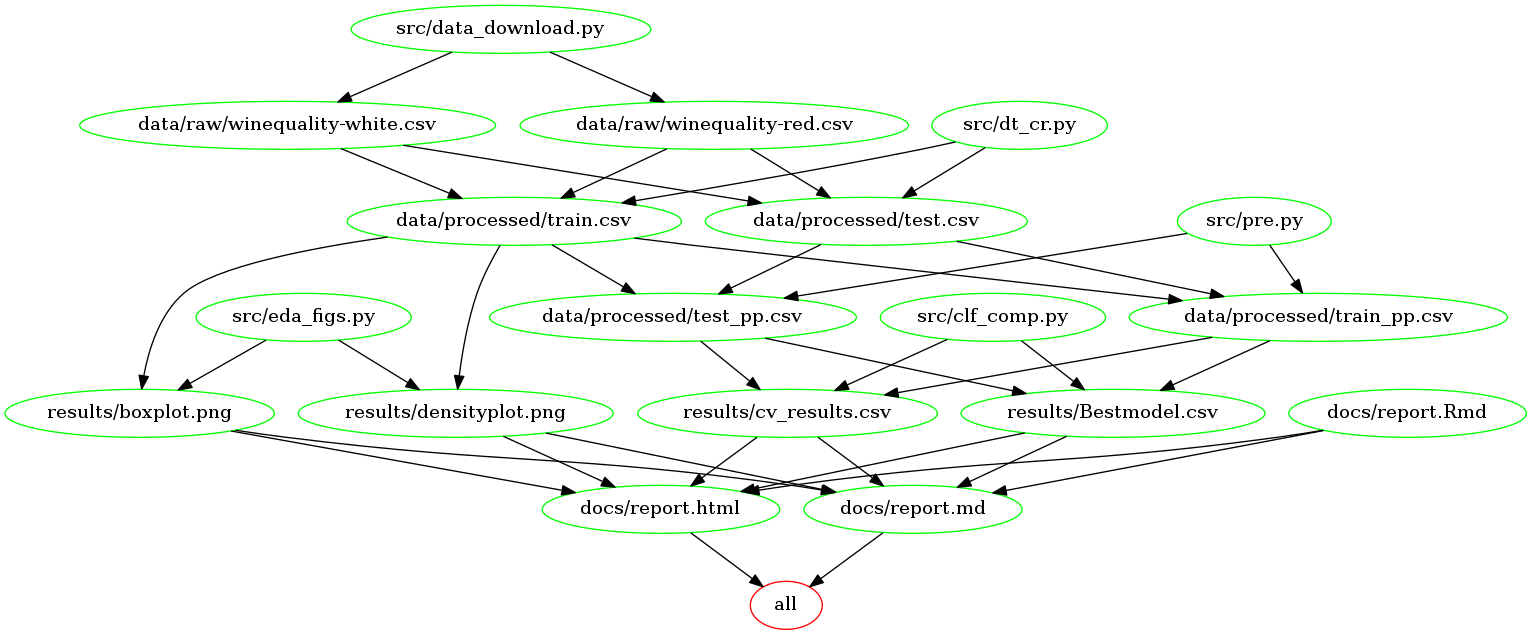 src/data_download.py
data/raw/winequality-white.csv
data/raw/winequality-red.csv
src/dt_cr.py
data/processed/train.csv
data/processed/test.csv
src/pre.py
src/eda_figs.py
data/processed/test_pp.csv
src/clf_comp.py
data/processed/train_pp.csv
results/boxplot.png
results/densityplot.png
results/cv_results.csv
results/Bestmodel.csv
docs/report.Rmd
docs/report.html
docs/report.md
all